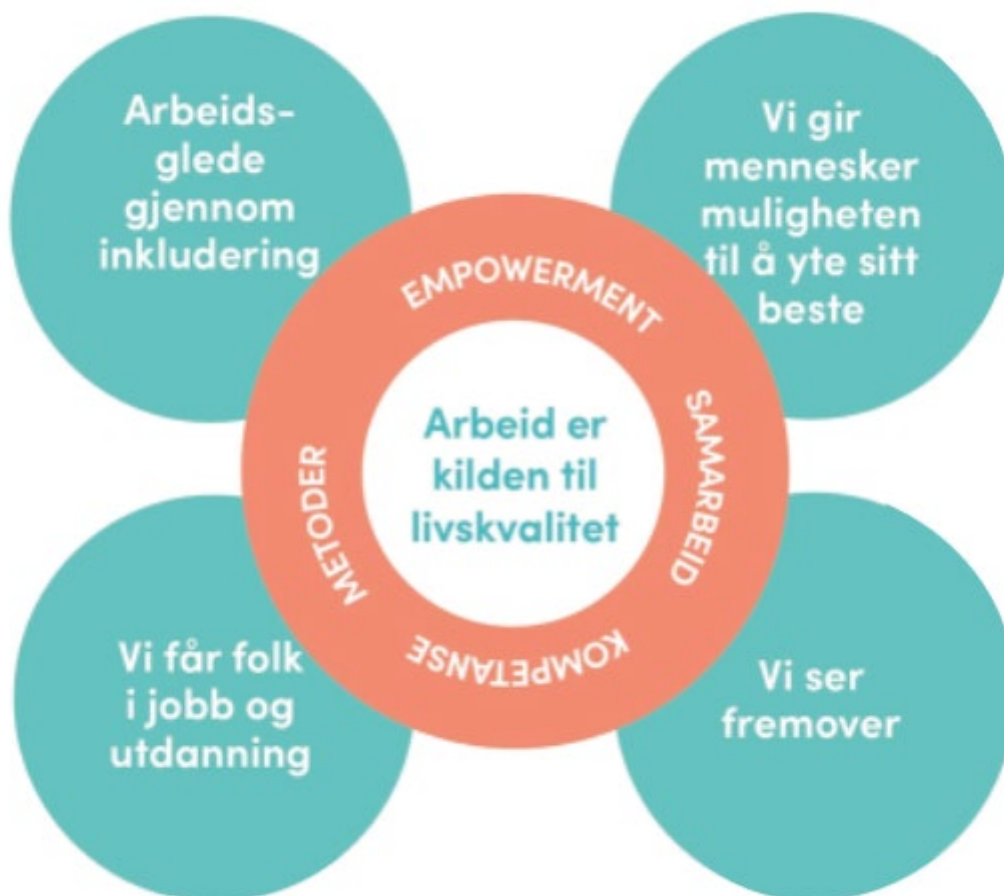 Arbeids-
glede
gjennom
inkludering
Vi gir
mennesker
muligheten
til å yte sitt
beste
EMPOWERMENT
SAMARBEID
KOMPETANSE
METODER
Arbeid er
kilden til
livskvalitet
Vi får folk
i jobb og
utdanning
Vi ser
fremover